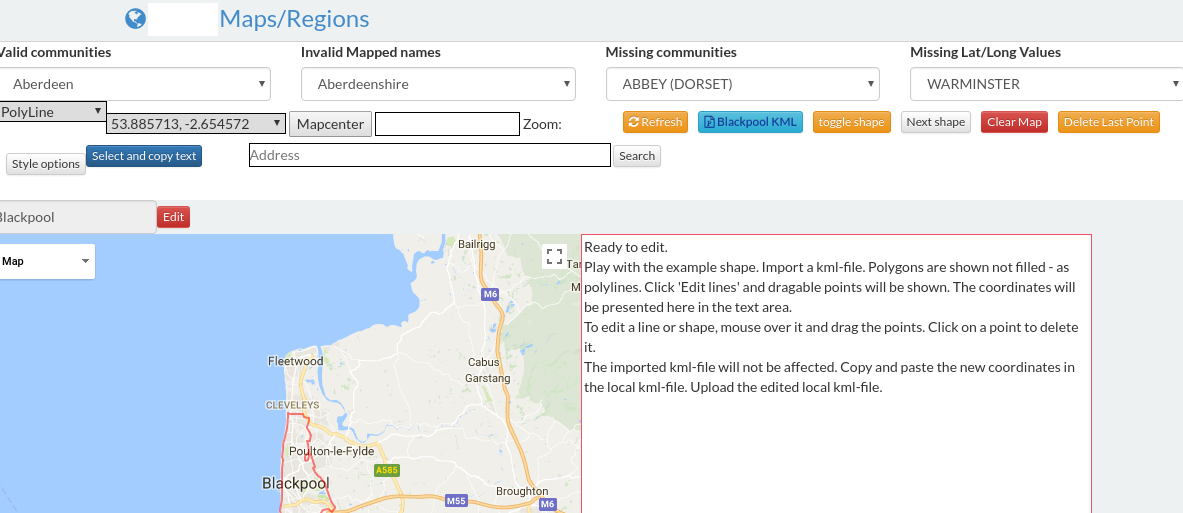 Maps/Regions
Valid communities
Invalid Mapped names
Missing communities
Missing Lat/Long Values
Aberdeen
Aberdeenshire
ABBEY (DORSET)
WARMINSTER
PolyLine
53.885713, -2.654572
Mapcenter
Zoom:
Refresh
Blackpool KML
toggle shape
Next shape
Clear Map
Delete Last Point
Style options
Select and copy text
Address
Search
Blackpool
Edit
Map
Bailrigg
Tar
M
M6
Fleetwood
Cabus
Garstang
CLEVELEYS
Poulton-le-Fylde
A585
Blackpool
Broughton
M55
M6
Ready to edit.
Play with the example shape. Import a kml-file. Polygons are shown not filled - as
polylines. Click 'Edit lines' and dragable points will be shown. The coordinates will
be presented here in the text area.
To edit a line or shape, mouse over it and drag the points. Click on a point to delete
it.
The imported kml-file will not be affected. Copy and paste the new coordinates in
the local kml-file. Upload the edited local kml-file.